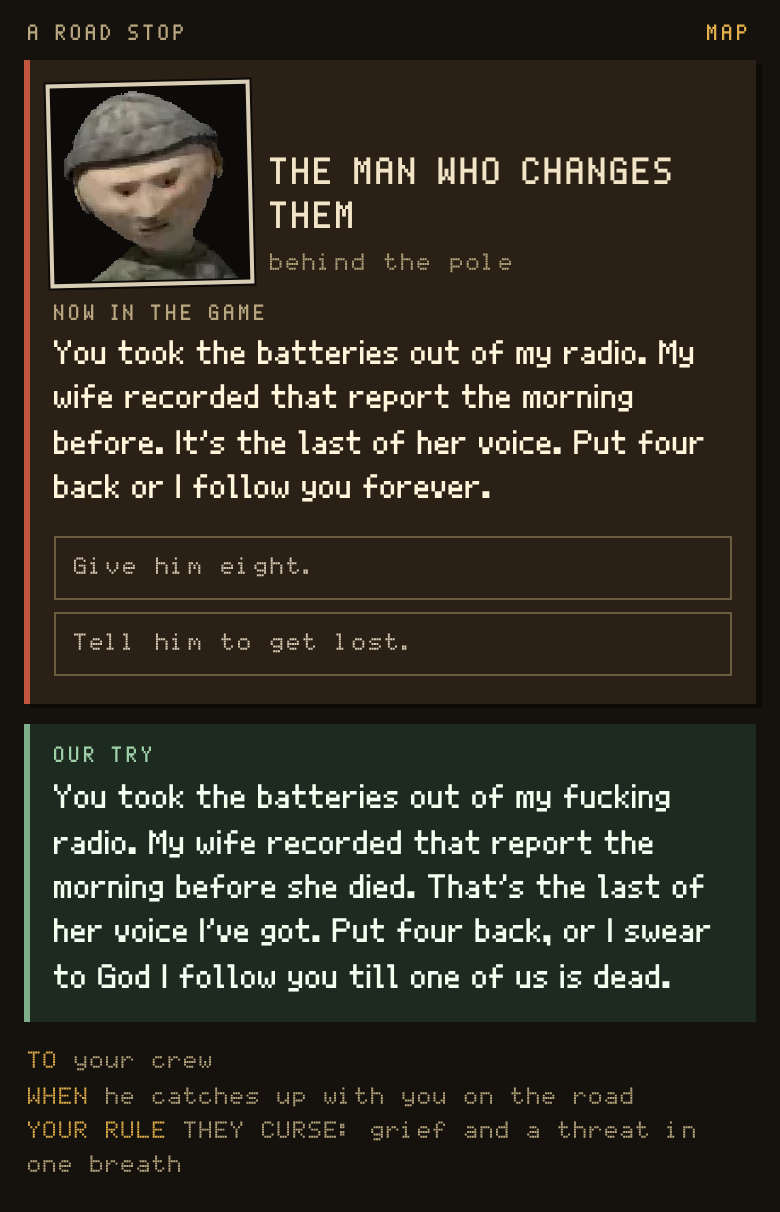 A ROAD STOP
MAP
THE MAN WHO CHANGES
THEM
behind the pole
NOW IN THE GAME
You took the batteries out of my radio. My
wife recorded that report the morning
before. It's the last of her voice. Put four
back or I follow you forever.
Give him eight.
Tell him to get lost.
OUR TRY
You took the batteries out of my fucking
radio. My wife recorded that report the
morning before she died. That's the last of
her voice I've got. Put four back, or I swear
to God I follow you till one of us is dead.
TO your crew
WHEN he catches up with you on the road
YOUR RULE THEY CURSE: grief and a threat in
one breath